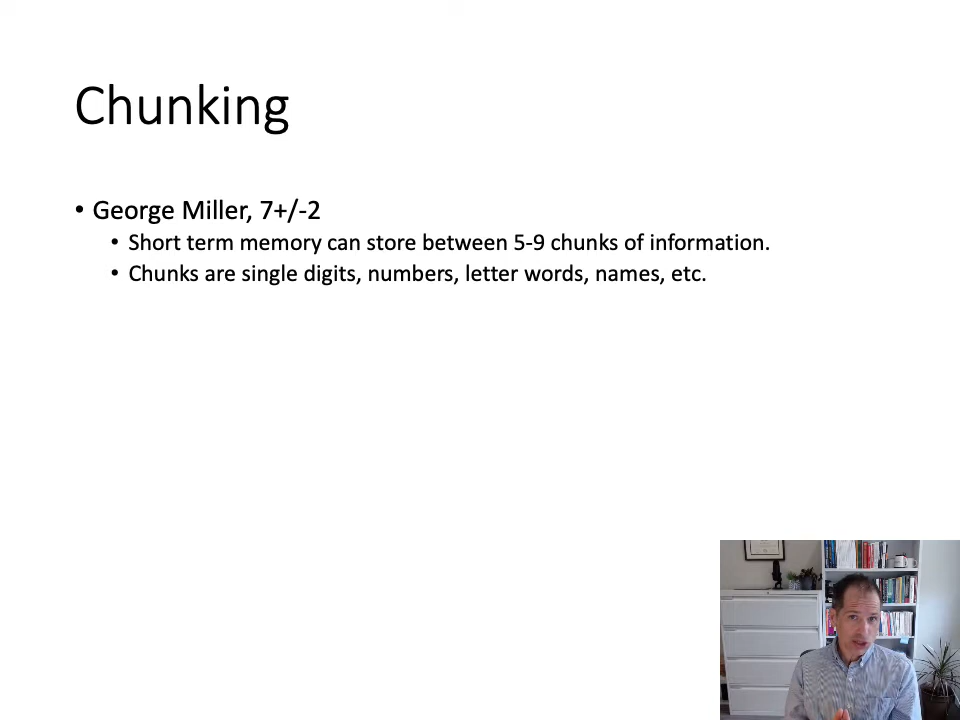 Chunking
• George Miller, 7+/-2
• Short term memory can store between 5-9 chunks of information.
• Chunks are single digits, numbers, letter words, names, etc.